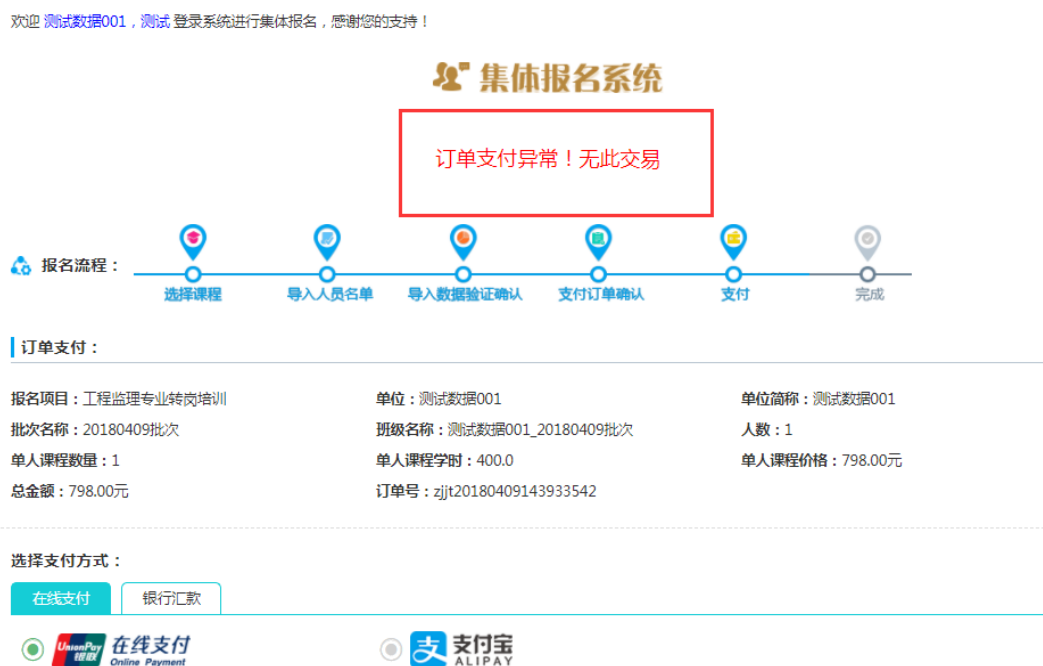 欢迎 测试数据001，测试 登录系统进行集体报名，感谢您的支持！
集体报名系统
订单支付异常！无此交易
报名流程：
选择课程 导入人员名单 导入数据验证确认 支付订单确认 支付 完成
订单支付：
报名项目：工程监理专业转岗培训 单位：测试数据001 单位简称：测试数据001
批次名称：20180409批次 班级名称：测试数据001_20180409批次 人数：1
单人课程数量：1 单人课程学时：400.0 单人课程价格：798.00元
总金额：798.00元 订单号：zjjt20180409143933542
选择支付方式：
在线支付 银行汇款
UnionPay 银联 在线支付 Online Payment 支 支付宝 ALIPAY